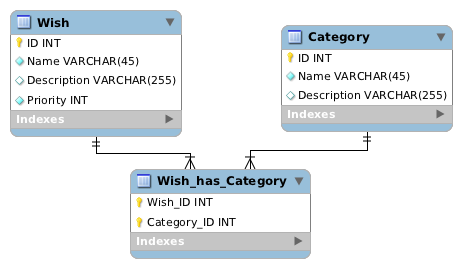 Wish
ID INT
Name VARCHAR(45)
Description VARCHAR(255)
Priority INT
Indexes
Category
ID INT
Name VARCHAR(45)
Description VARCHAR(255)
Indexes
Wish_has_Category
Wish_ID INT
Category_ID INT
Indexes